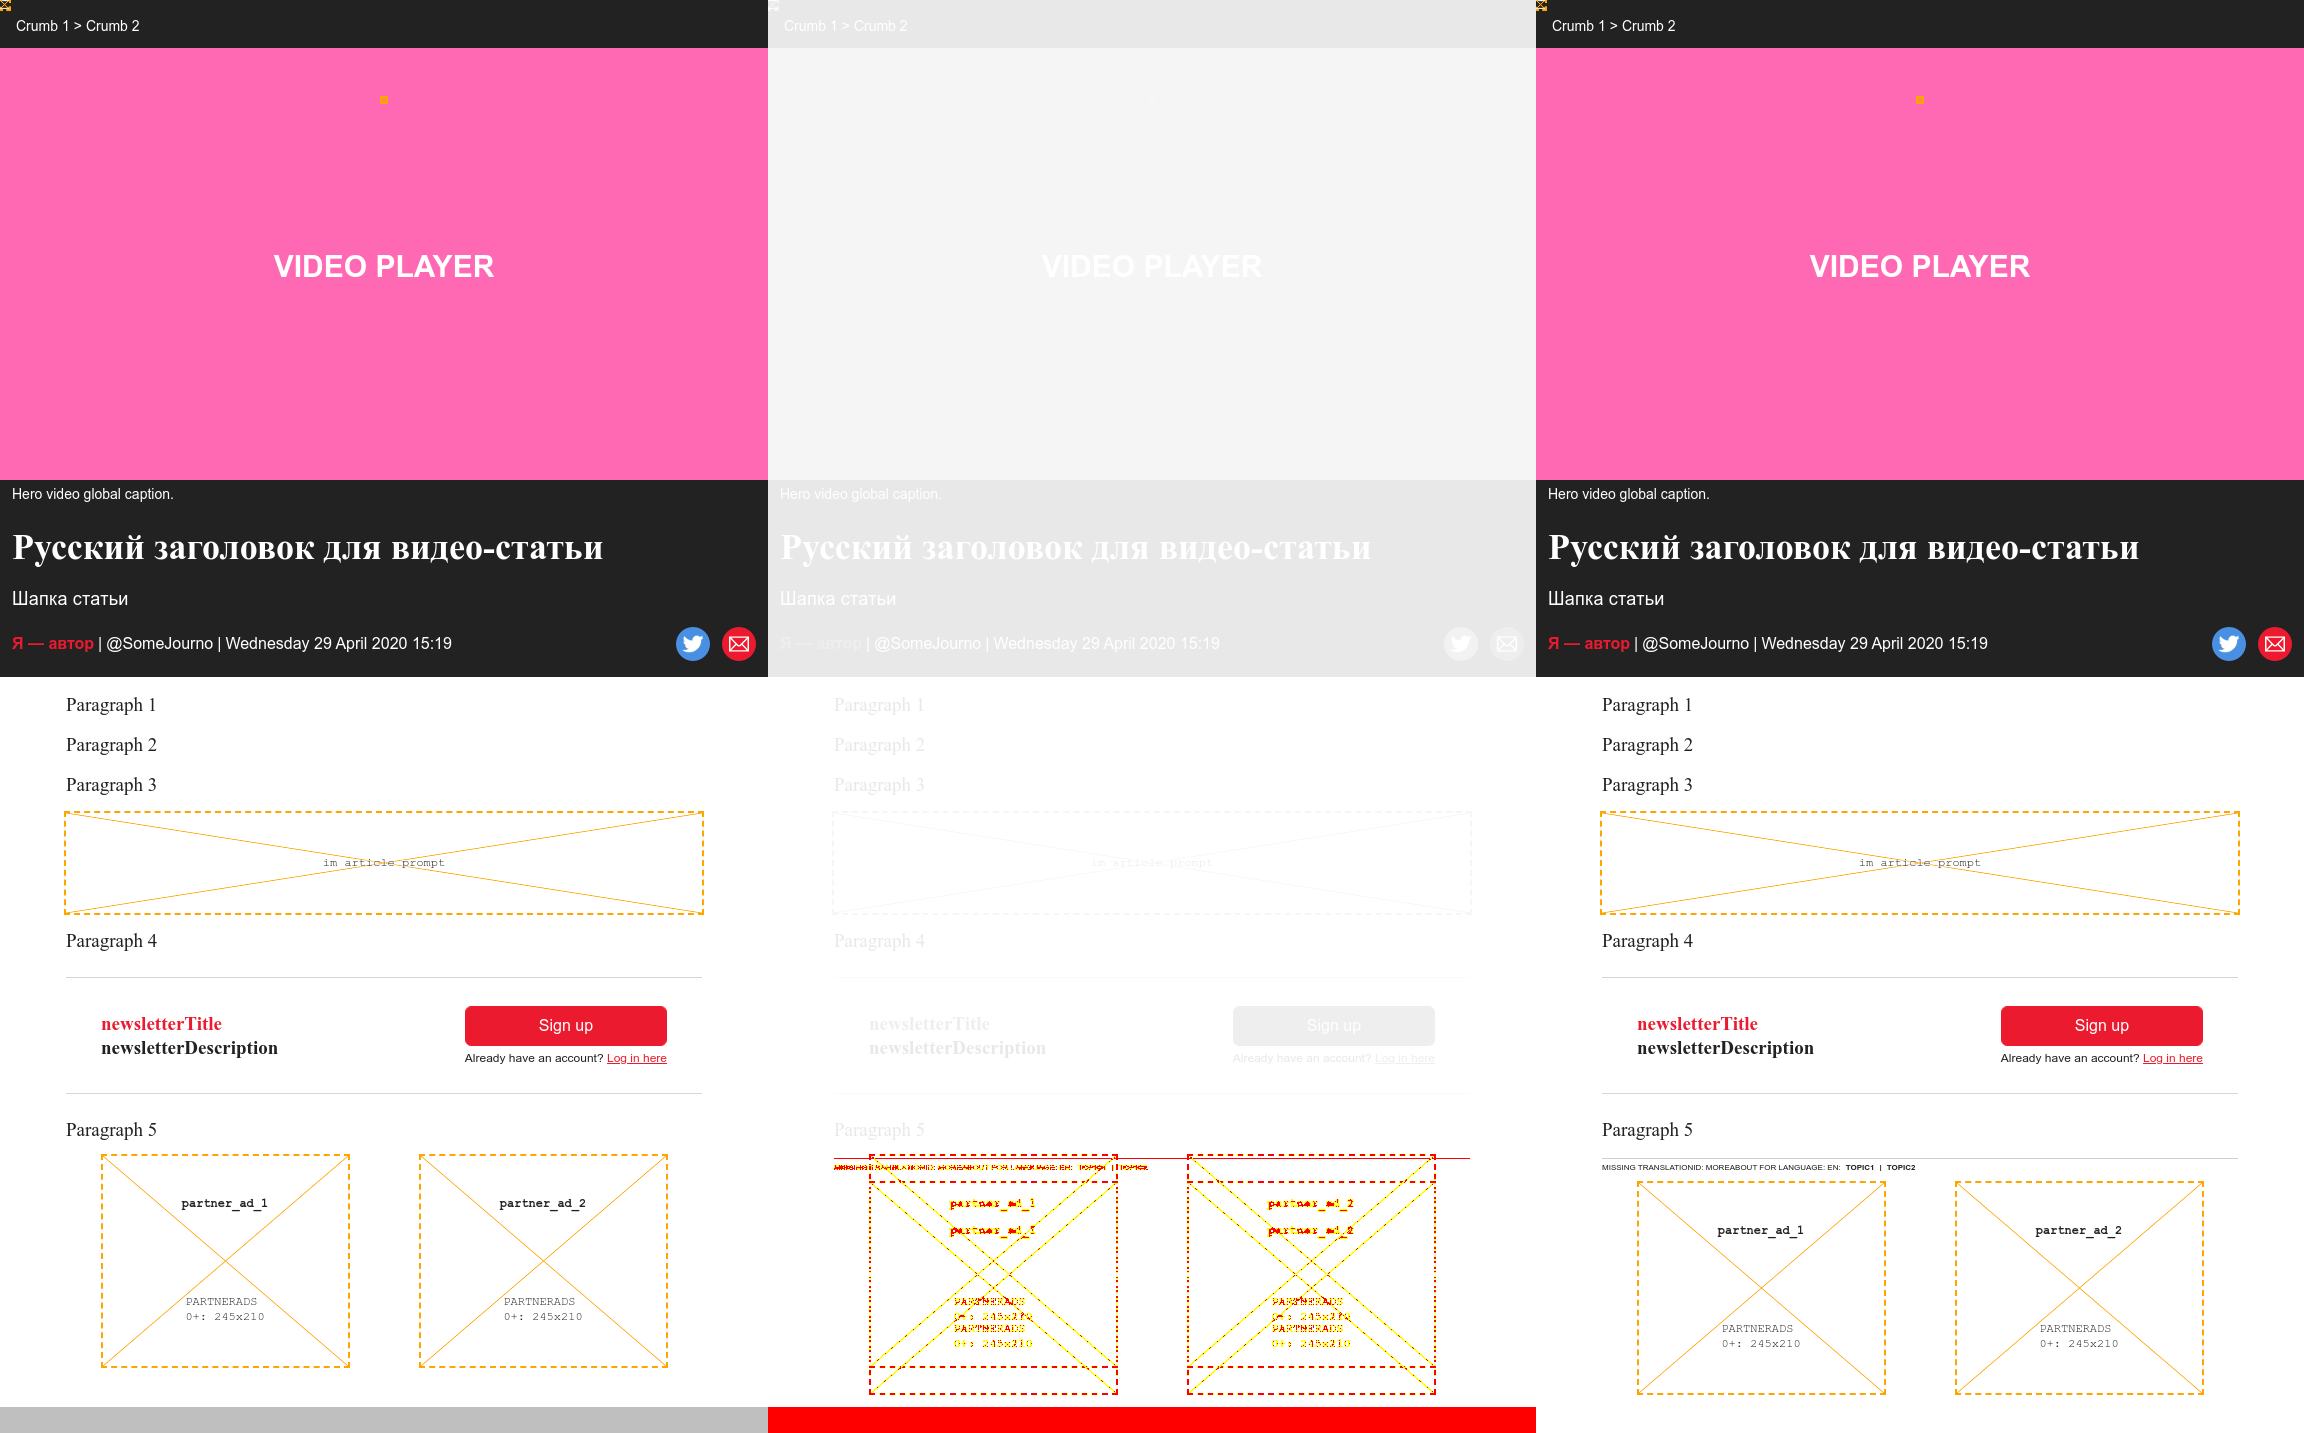 Crumb 1 > Crumb 2
VIDEO PLAYER
Hero video global caption.
Русский заголовок для видео-статьи
Шапка статьи
Я — автор | @SomeJourno | Wednesday 29 April 2020 15:19
Paragraph 1
Paragraph 2
Paragraph 3
im article prompt
Paragraph 4
newsletterTitle
newsletterDescription
Sign up
Already have an account? Log in here
Paragraph 5
partner_ad_1
PARTNERADS
0+: 245x210
partner_ad_2
PARTNERADS
0+: 245x210
Crumb 1 > Crumb 2
VIDEO PLAYER
Hero video global caption.
Русский заголовок для видео-статьи
Шапка статьи
Я — автор | @SomeJourno | Wednesday 29 April 2020 15:19
Paragraph 1
Paragraph 2
Paragraph 3
im article prompt
Paragraph 4
newsletterTitle
newsletterDescription
Sign up
Already have an account? Log in here
Paragraph 5
partner_ad_1
partner_ad_1
PARTNERADS
0+: 245x210
PARTNERADS
0+: 245x210
partner_ad_2
partner_ad_2
PARTNERADS
0+: 245x210
PARTNERADS
0+: 245x210
Crumb 1 > Crumb 2
VIDEO PLAYER
Hero video global caption.
Русский заголовок для видео-статьи
Шапка статьи
Я — автор | @SomeJourno | Wednesday 29 April 2020 15:19
Paragraph 1
Paragraph 2
Paragraph 3
im article prompt
Paragraph 4
newsletterTitle
newsletterDescription
Sign up
Already have an account? Log in here
Paragraph 5
MISSING TRANSLATIONID: MOREABOUT FOR LANGUAGE: EN: TOPIC1 | TOPIC2
partner_ad_1
PARTNERADS
0+: 245x210
partner_ad_2
PARTNERADS
0+: 245x210